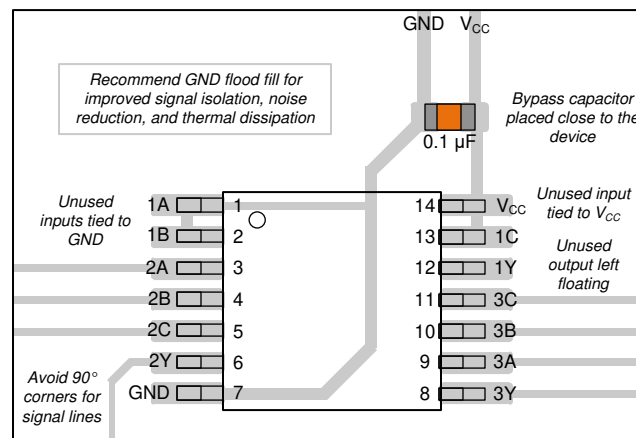 GND VCC
Recommend GND flood fill for
improved signal isolation, noise
reduction, and thermal dissipation
Bypass capacitor
placed close to the
device
0.1 µF
Unused
inputs tied to
GND
Unused input
tied to VCC
Unused
output left
floating
1A 1 14 VCC
1B 2 13 1C
2A 3 12 1Y
2B 4 11 3C
2C 5 10 3B
2Y 6 9 3A
GND 7 8 3Y
Avoid 90°
corners for
signal lines